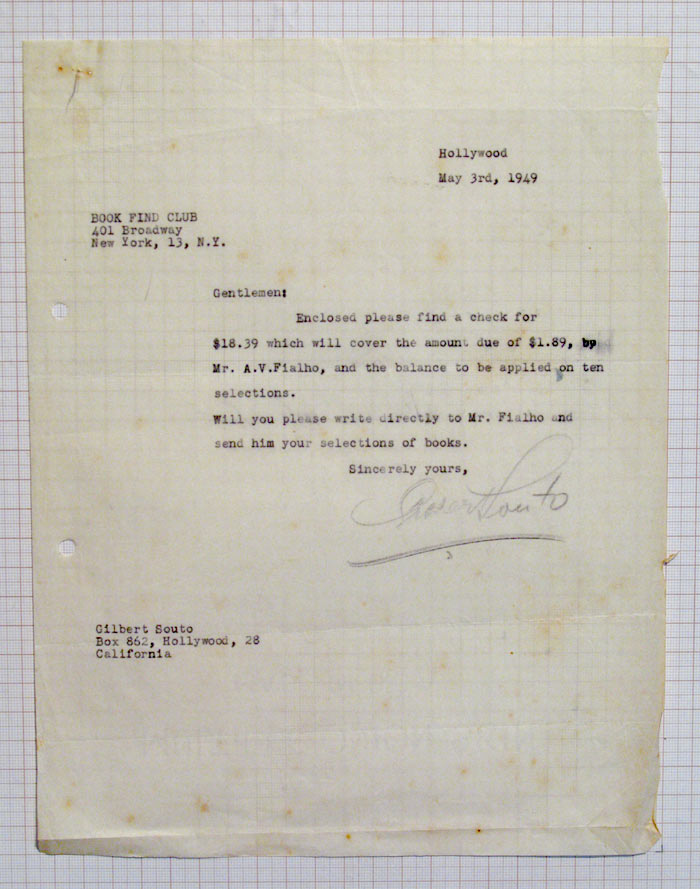 Hollywood
May 3rd, 1949
BOOK FIND CLUB
401 Broadway
New York, 13, N.Y.
Gentlemen:
Enclosed please find a check for
$18.39 which will cover the amount due of $1.89, by
Mr. A.V.Fialho, and the balance to be applied on ten
selections.
Will you please write directly to Mr. Fialho and
send him your selections of books.
Sincerely yours,
Souto
Gilbert Souto
Box 862, Hollywood, 28
California